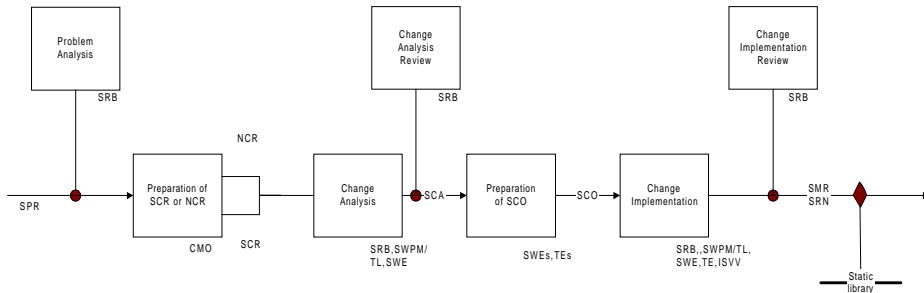 Problem
Analysis
SRB
Change
Analysis
Review
SRB
Change
Implementation
Review
SRB
NCR
SPR
Preparation of
SCR or NCR
CMO
SCR
Change
Analysis
SRB,SWPM/
TL,SWE
SCA
Preparation
of SCO
SWEs,TEs
SCO
Change
Implementation
SRB,,SWPM/TL,
SWE,TE,ISVV
SMR
SRN
Static
library